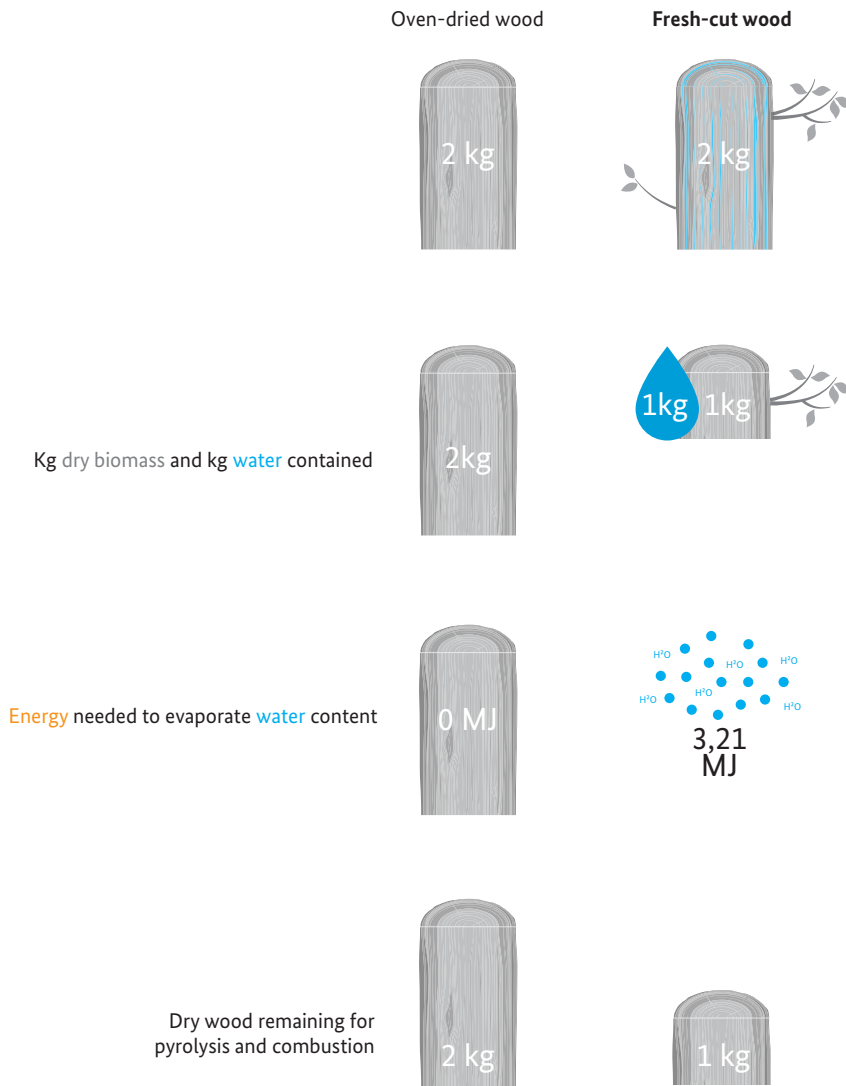 Oven-dried wood
Fresh-cut wood
2 kg
2 kg
Kg dry biomass and kg water contained
2kg
1kg
1kg
Energy needed to evaporate water content
0 MJ
H²O
H²O
H²O
H²O
H²O
H²O
3,21
MJ
Dry wood remaining for
pyrolysis and combustion
2 kg
1 kg